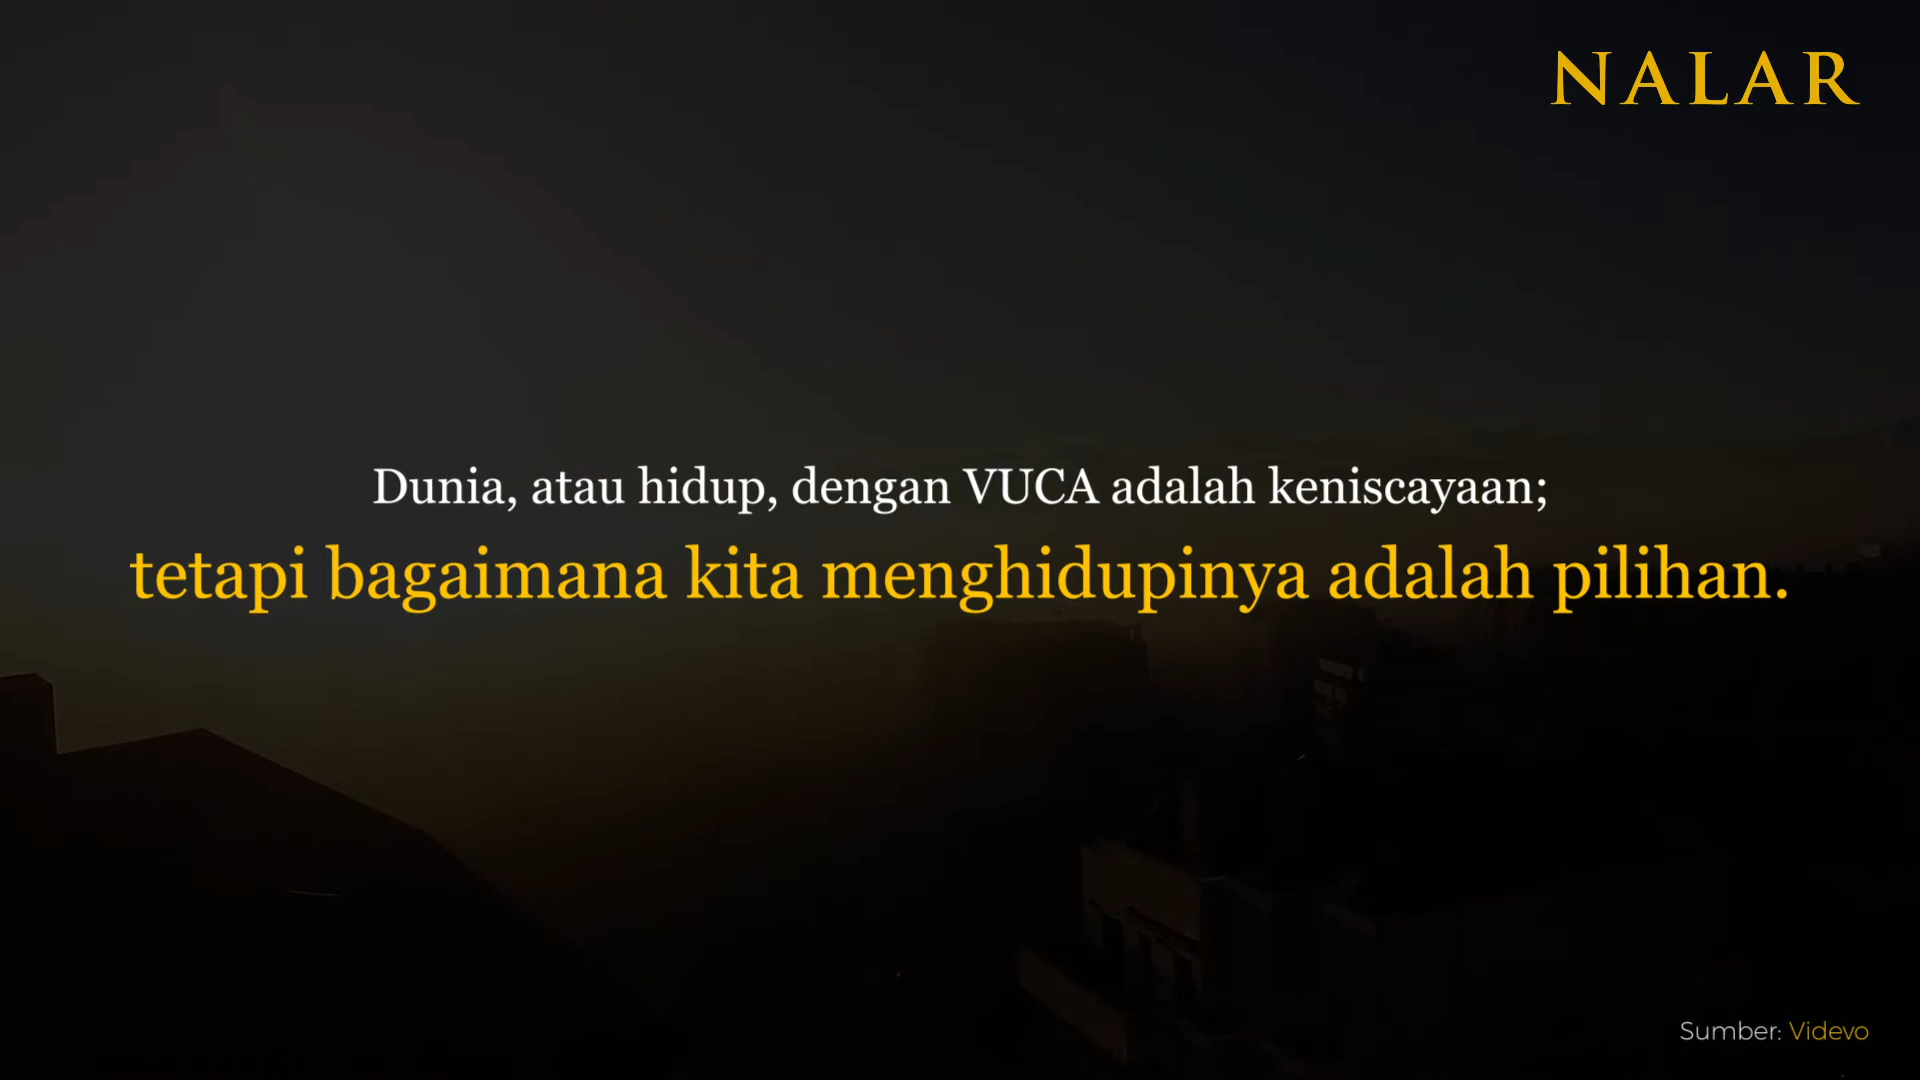 NALAR
Dunia, atau hidup, dengan VUCA adalah keniscayaan;
tetapi bagaimana kita menghidupinya adalah pilihan.
Sumber: Videvo